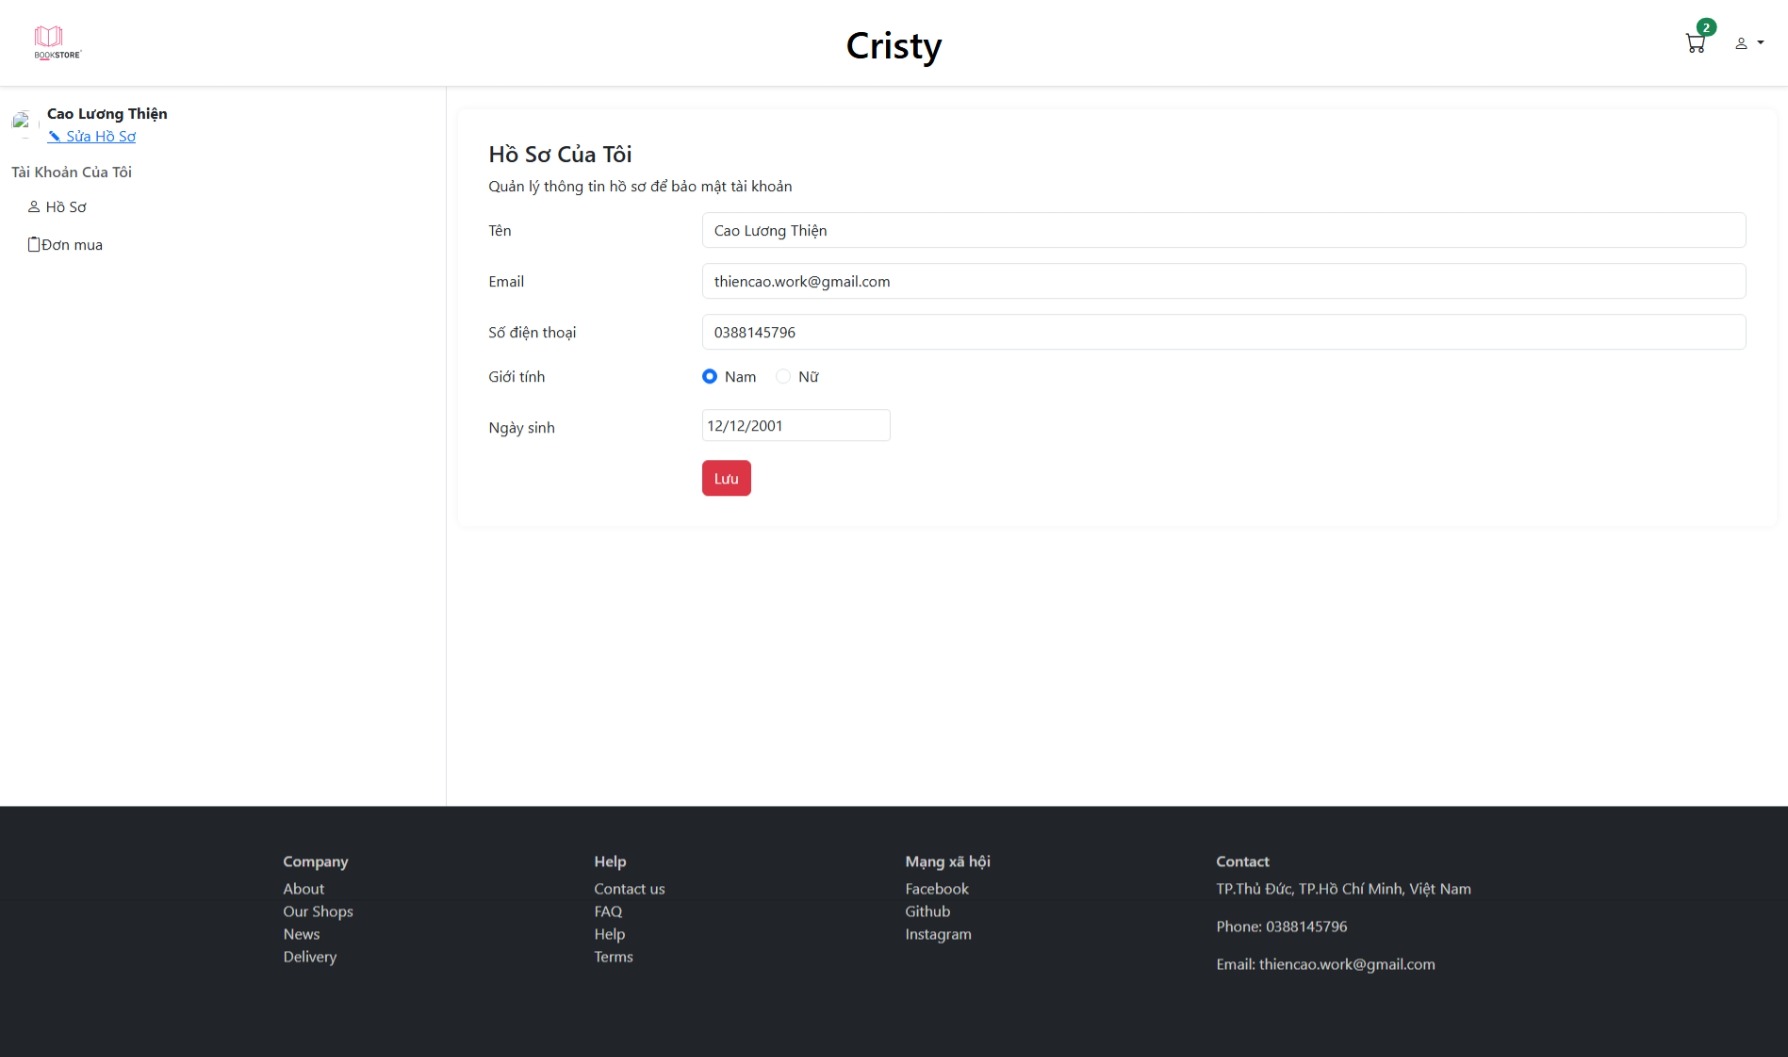 BOOKSTORE
Cristy
2
Cao Lương Thiện
Sửa Hồ Sơ
Tài Khoản Của Tôi
Hồ Sơ
Đơn mua
Hồ Sơ Của Tôi
Quản lý thông tin hồ sơ để bảo mật tài khoản
Tên
Cao Lương Thiện
Email
thiencao.work@gmail.com
Số điện thoại
0388145796
Giới tính
Nam
Nữ
Ngày sinh
12/12/2001
Lưu
Company
About
Our Shops
News
Delivery
Help
Contact us
FAQ
Help
Terms
Mạng xã hội
Facebook
Github
Instagram
Contact
TP.Thủ Đức, TP.Hồ Chí Minh, Việt Nam
Phone: 0388145796
Email: thiencao.work@gmail.com